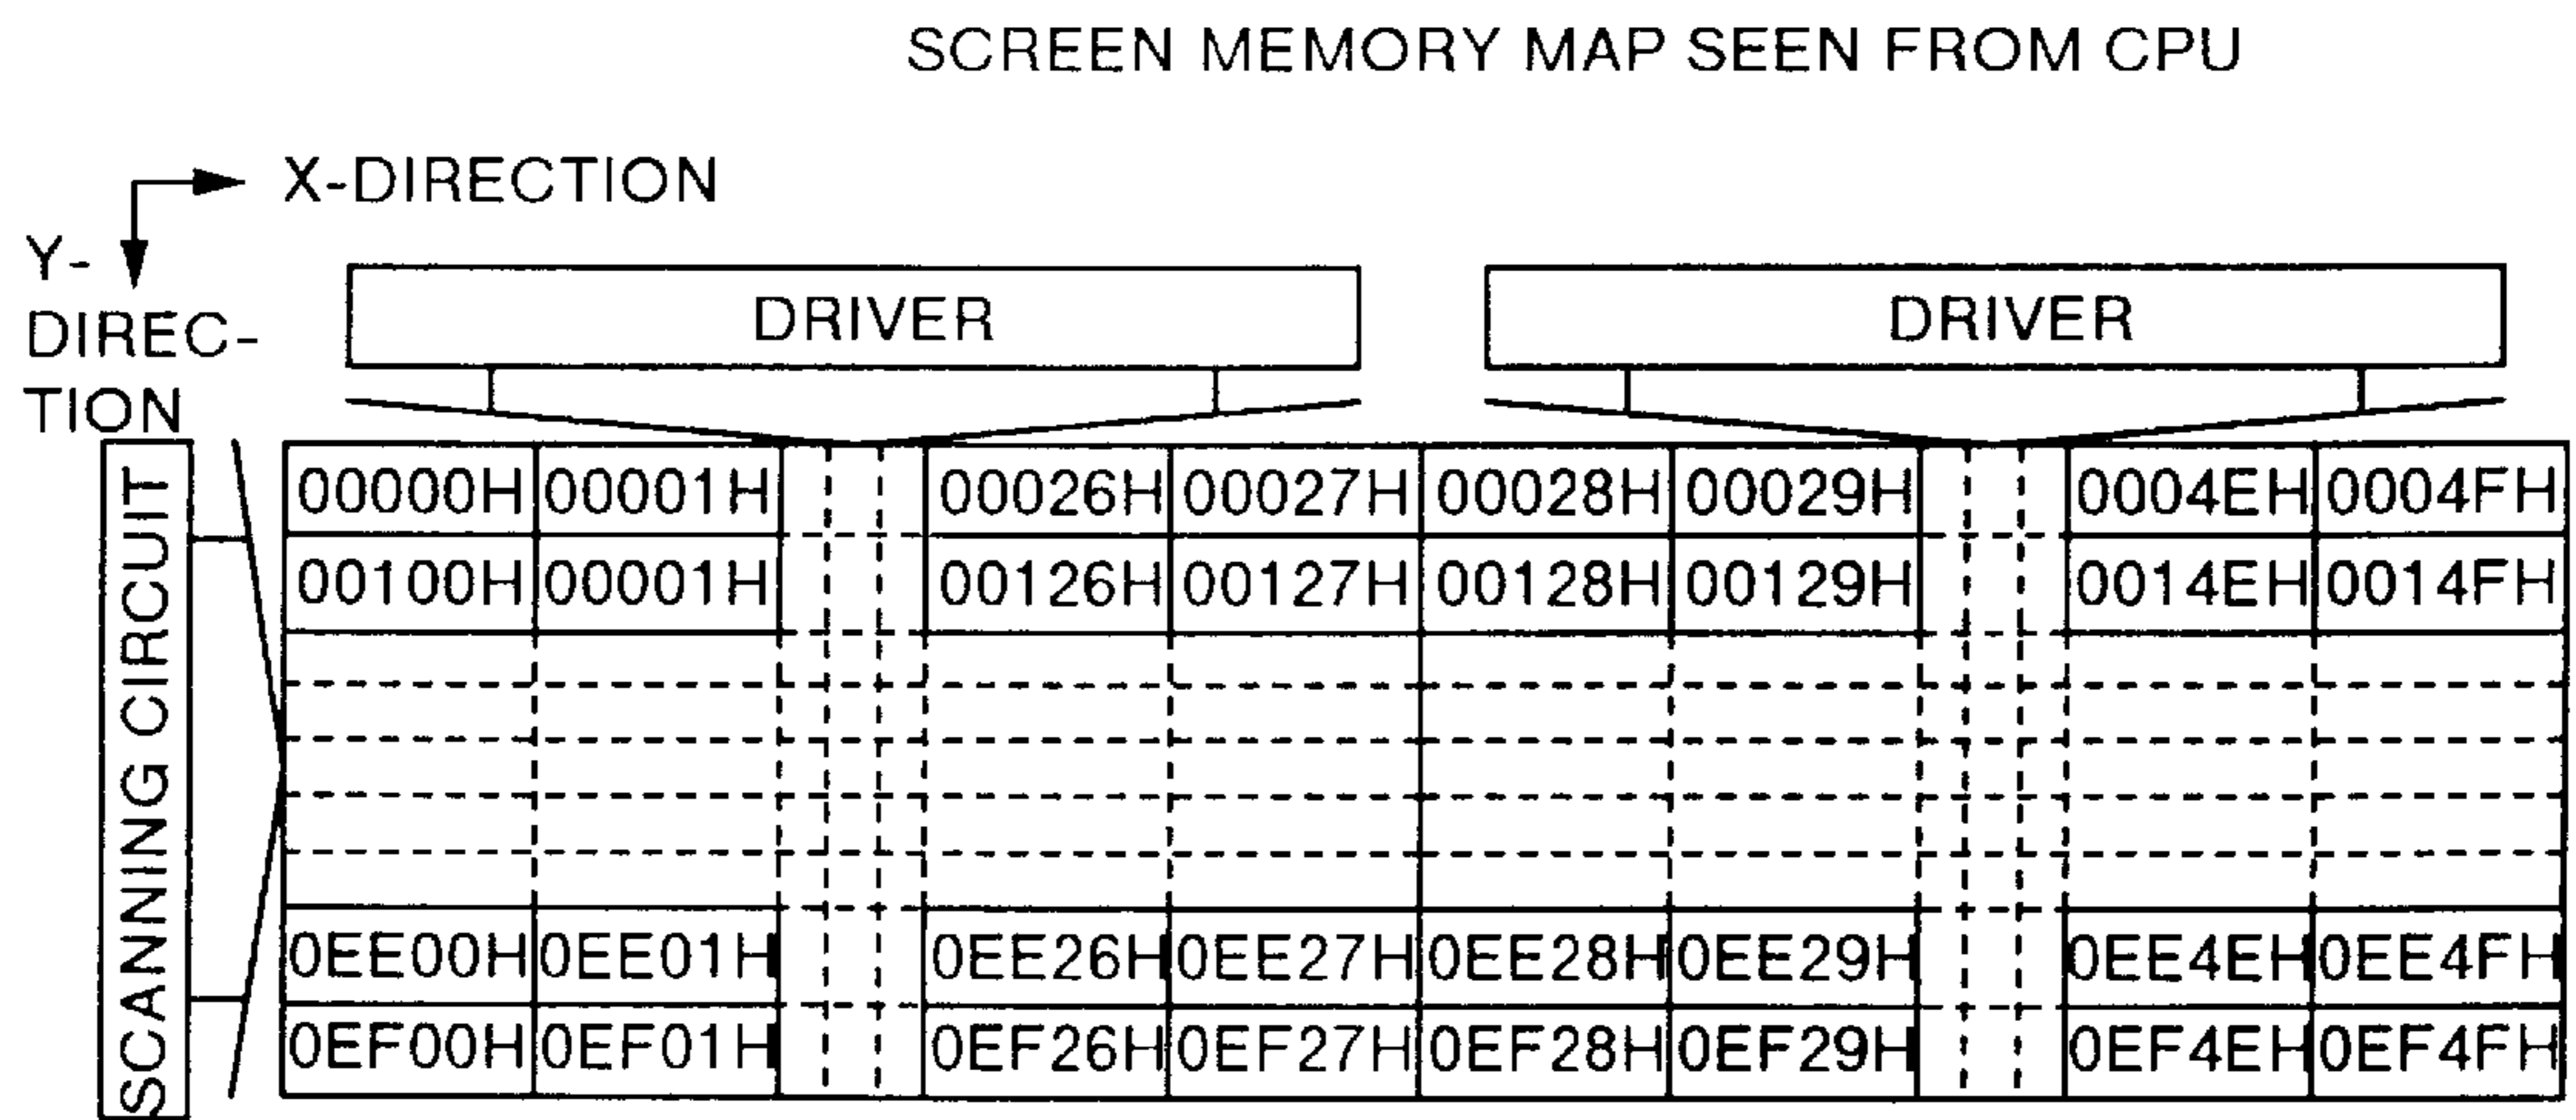 SCREEN MEMORY MAP SEEN FROM CPU
X-DIRECTION
Y-
DIREC-
TION
DRIVER DRIVER
SCANNING CIRCUIT
00000H 00001H 00026H 00027H 00028H 00029H 0004EH 0004FH
00100H 00001H 00126H 00127H 00128H 00129H 0014EH 0014FH
0EE00H 0EE01H 0EE26H 0EE27H 0EE28H 0EE29H 0EE4EH 0EE4FH
0EF00H 0EF01H 0EF26H 0EF27H 0EF28H 0EF29H 0EF4EH 0EF4FH